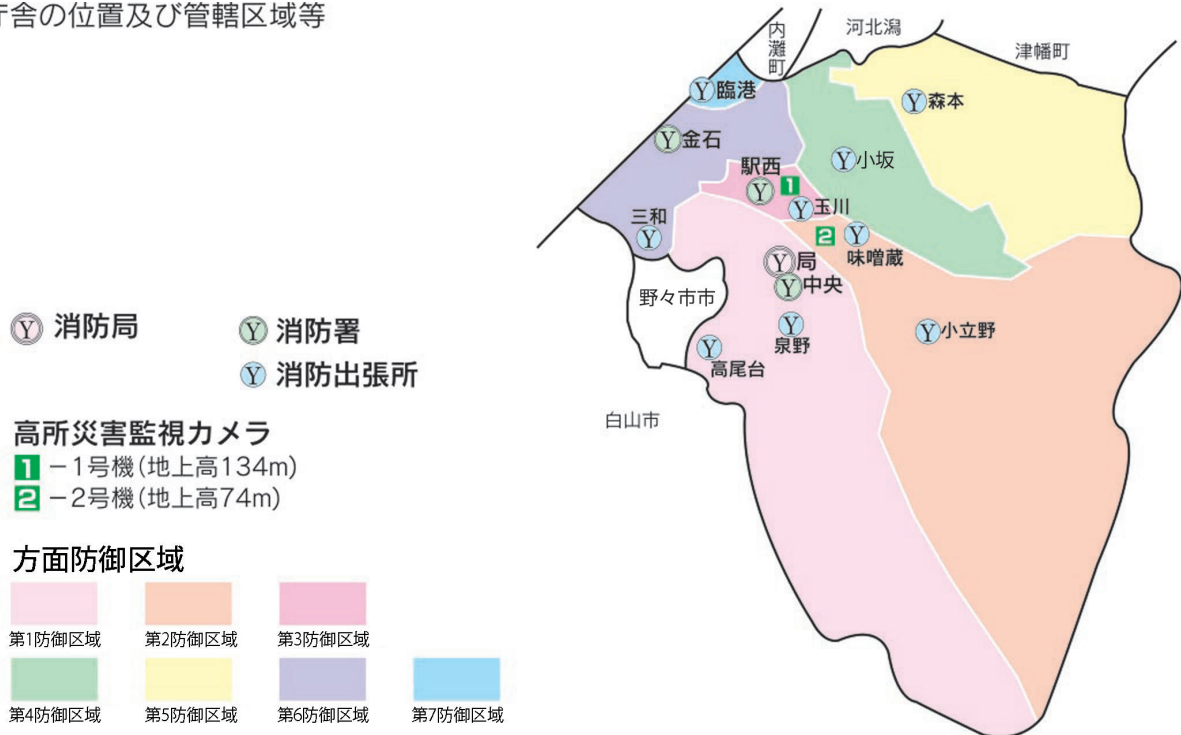 庁舎の位置及び管轄区域等
内灘町
河北潟
津幡町
臨港
森本
金石
小坂
駅西
1
玉川
三和
2
味噌蔵
局
中央
野々市市
小立野
泉野
高尾台
白山市
Y 消防局
Y 消防署
Y 消防出張所
高所災害監視カメラ
1 －1号機(地上高134m)
2 －2号機(地上高74m)
方面防御区域
第1防御区域 第2防御区域 第3防御区域
第4防御区域 第5防御区域 第6防御区域 第7防御区域